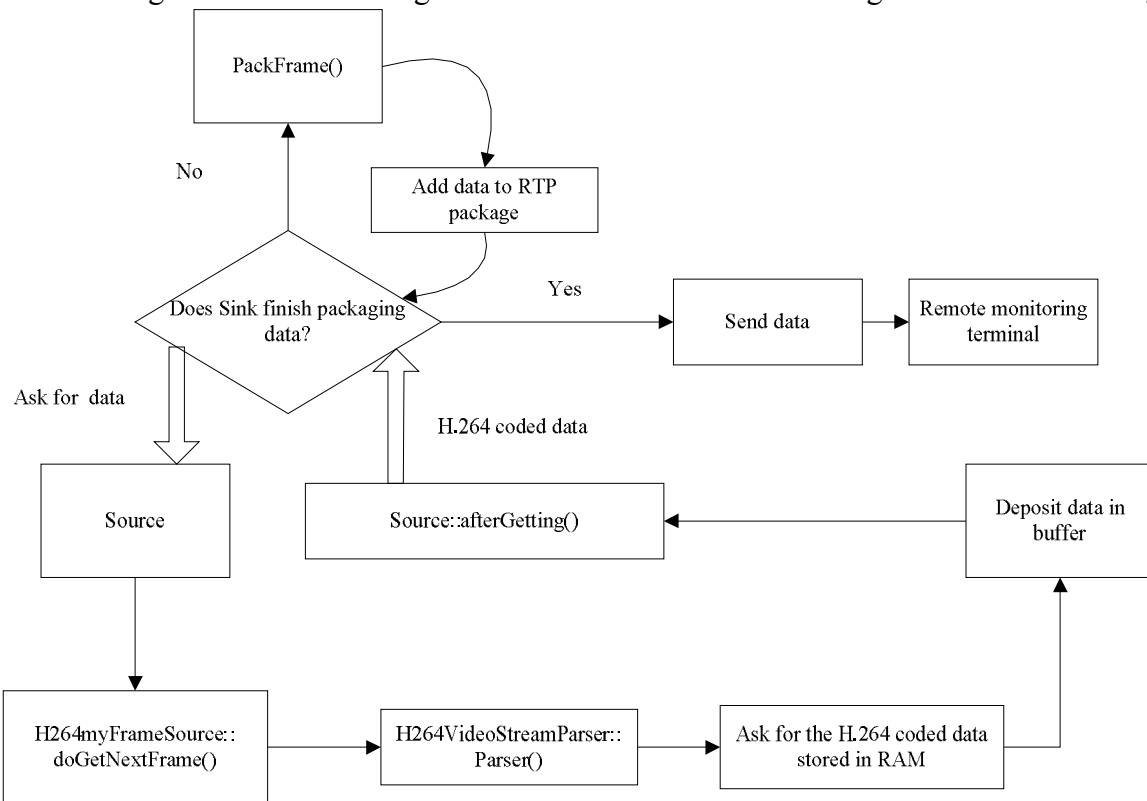 PackFrame()
No
Add data to RTP
package
Does Sink finish packaging
data?
Yes
Send data
Remote monitoring
terminal
Ask for data
H.264 coded data
Source
Source::afterGetting()
Deposit data in
buffer
H264myFrameSource::
doGetNextFrame()
H264VideoStreamParser::
Parser()
Ask for the H.264 coded data
stored in RAM